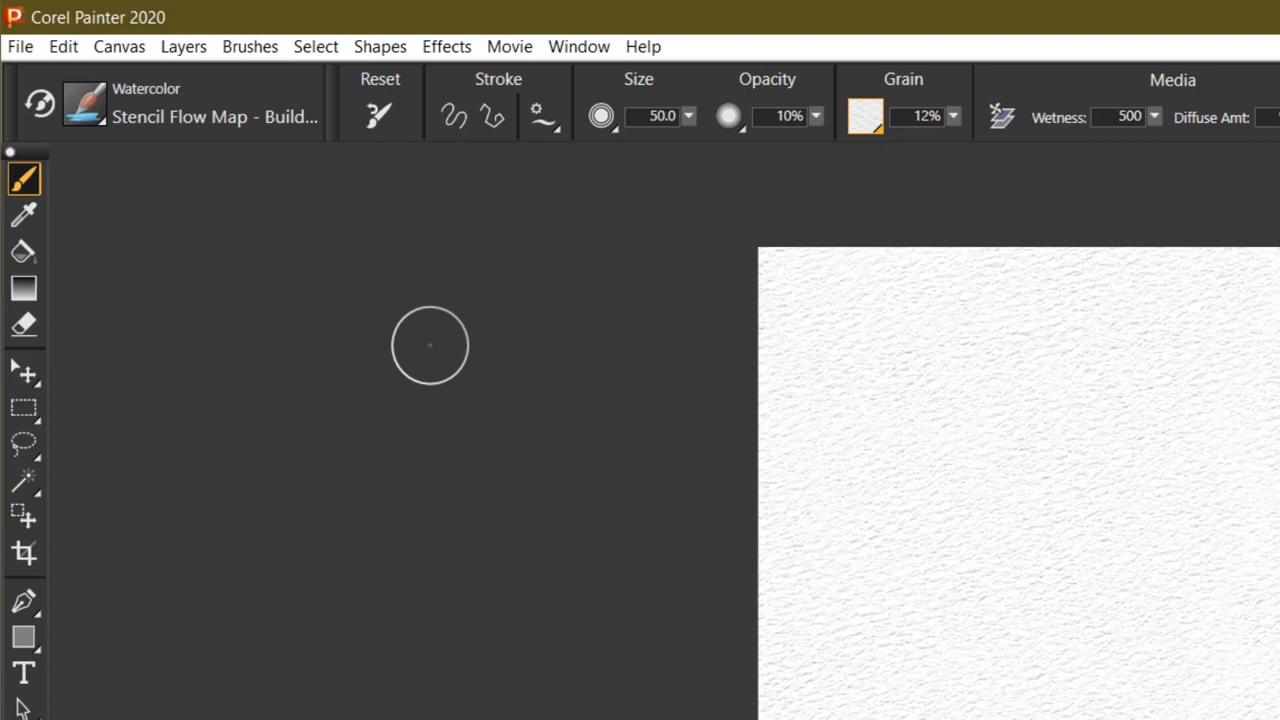 Corel Painter 2020
File Edit Canvas Layers Brushes Select Shapes Effects Movie Window Help
Reset Stroke Size Opacity Grain Media
Watercolor
Stencil Flow Map - Build...
50.0 10% 12% Wetness: 500 Diffuse Amt: